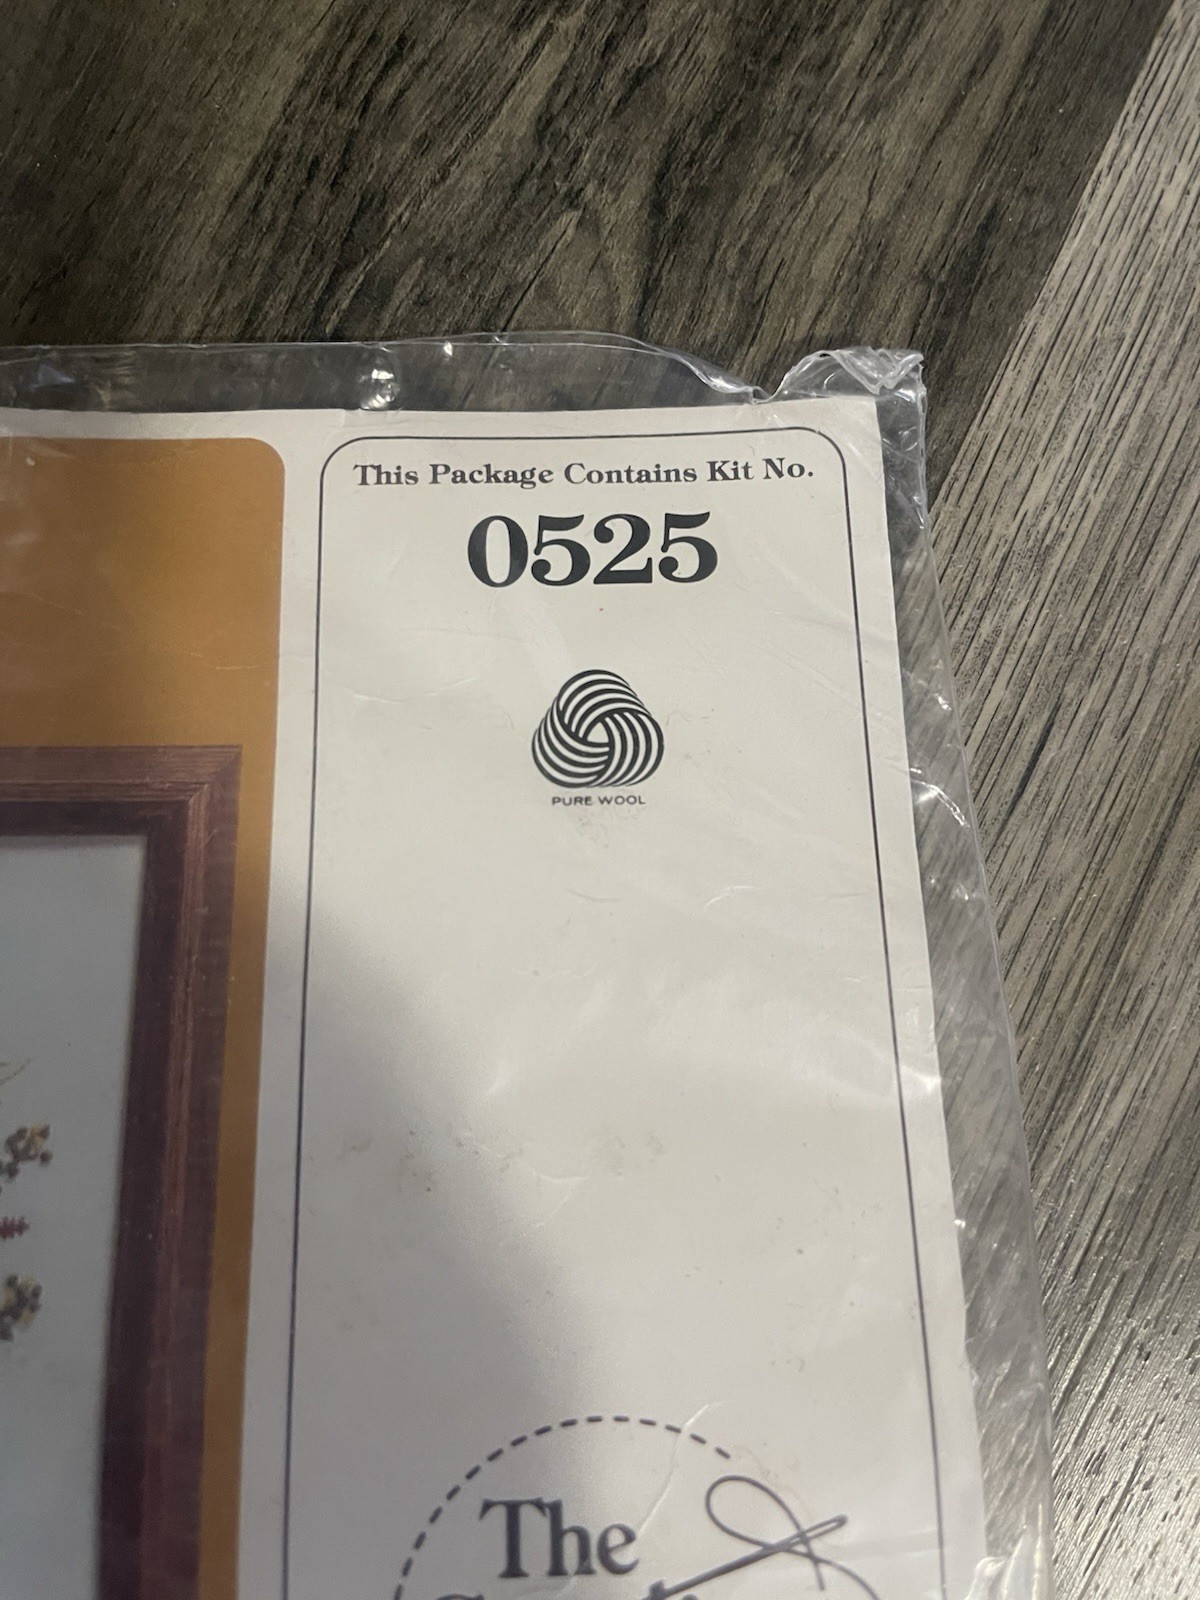 This Package Contains Kit No.
0525
PURE WOOL
The